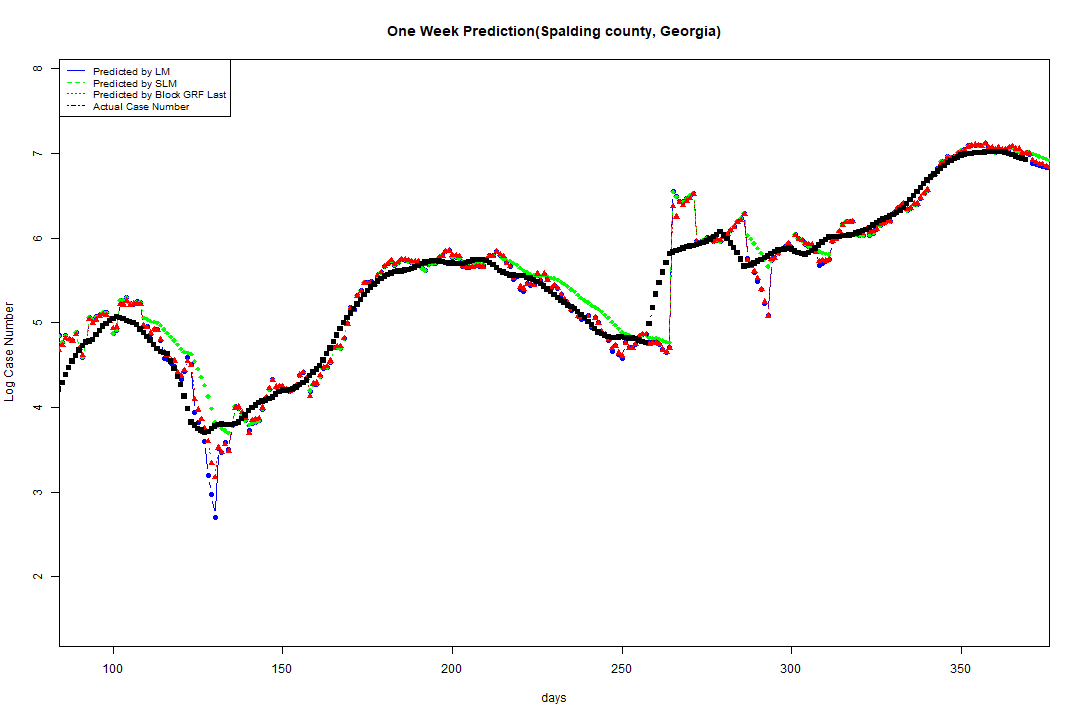 One Week Prediction(Spalding county, Georgia)
Predicted by LM
Predicted by SLM
Predicted by Block GRF Last
Actual Case Number
8
7
6
5
4
3
2
Log Case Number
100 150 200 250 300 350
days